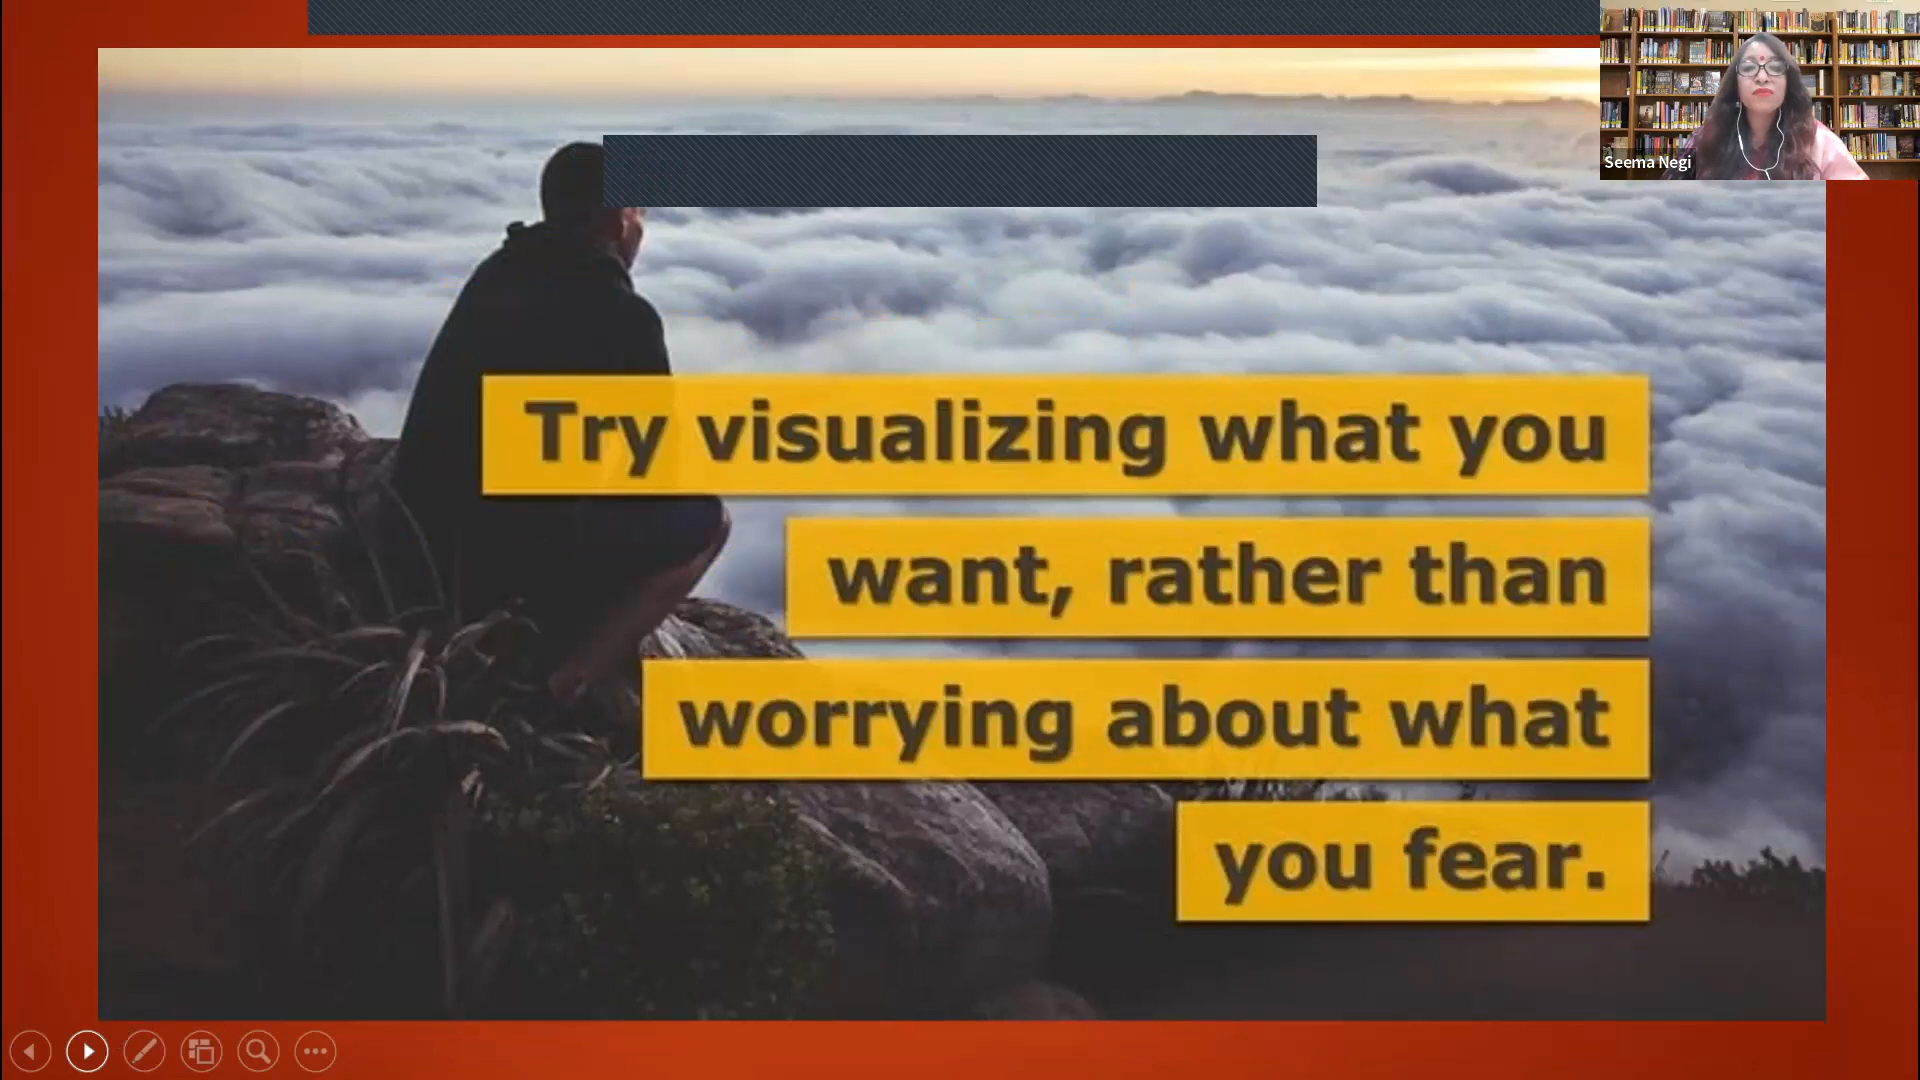 Seema Negi
Try visualizing what you
want, rather than
worrying about what
you fear.